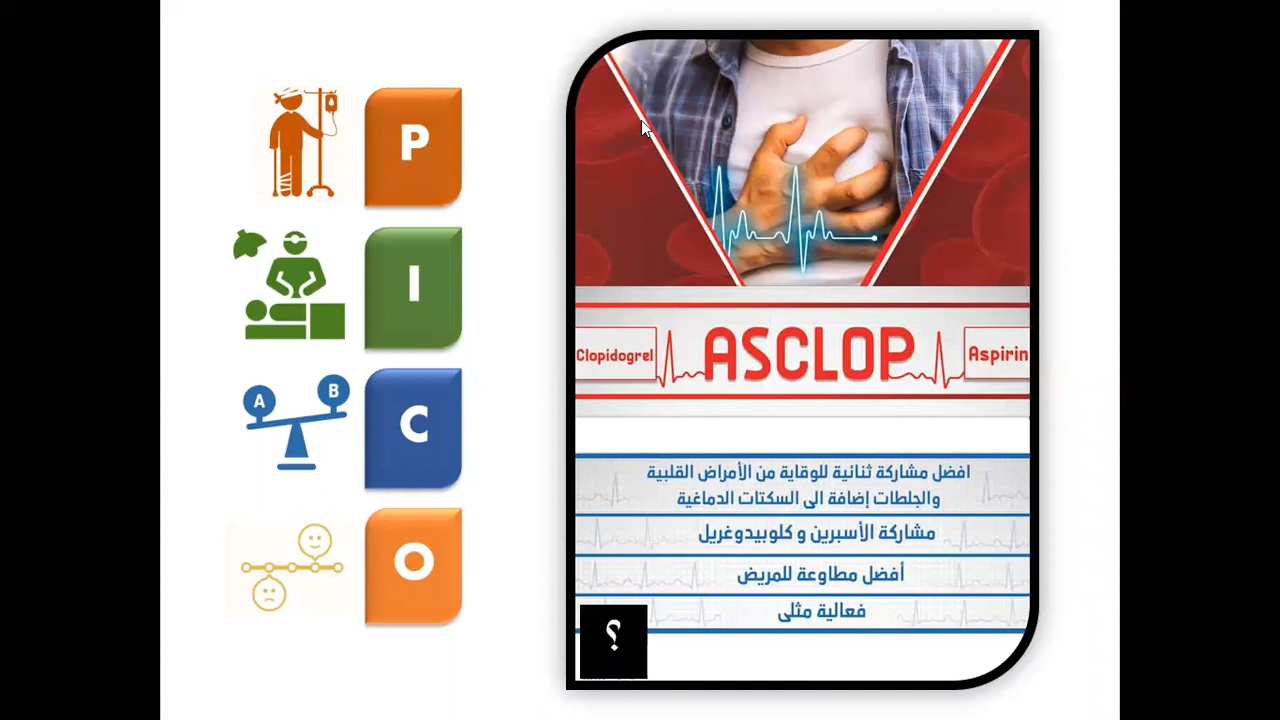 P
I
A
B
C
O
ASCLOP
Clopidogrel
Aspirin
افضل مشاركة ثنائية للوقاية من الأمراض القلبية
والجلطات إضافة الى السكتات الدماغية
مشاركة الأسبرين و كلوبيدوغريل
أفضل مطاوعة للمريض
فعالية مثلى
؟